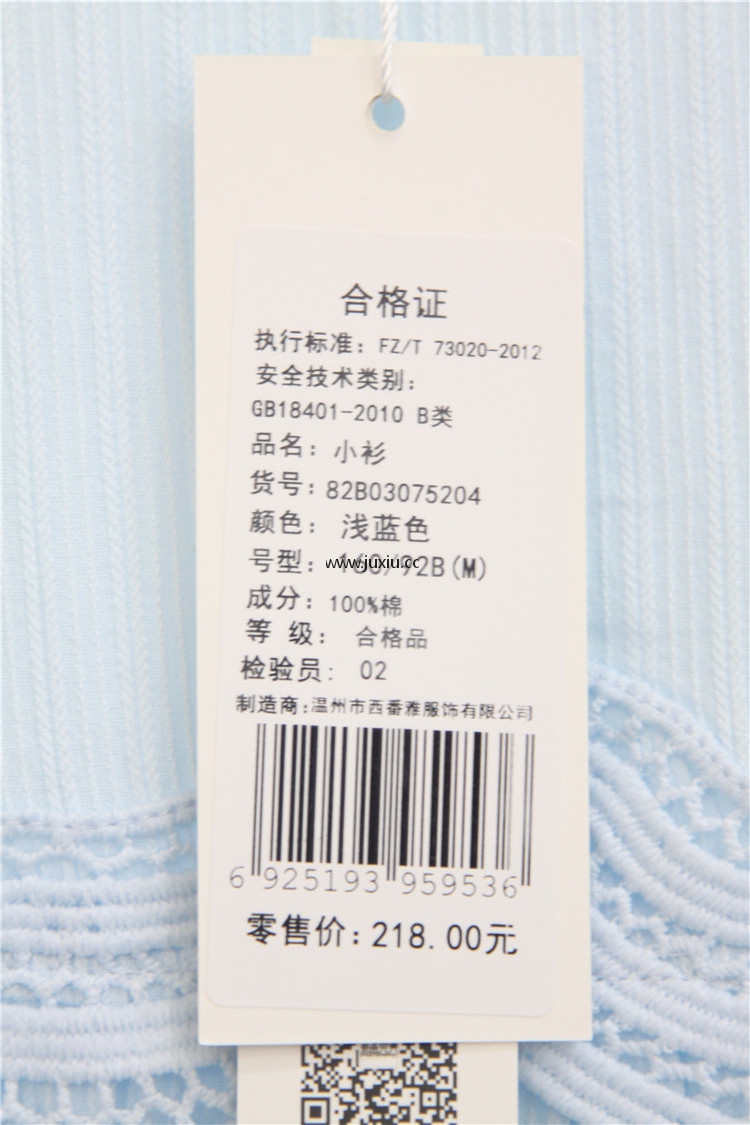 合格证
执行标准：FZ/T 73020-2012
安全技术类别：
GB18401-2010 B类
品名：小衫
货号：82B03075204
颜色：浅蓝色
号型：160/92B(M)
www.juxiu.cc
成分：100%棉
等 级：合格品
检验员：02
制造商：温州市西番雅服饰有限公司
6 925193 959536
零售价：218.00元